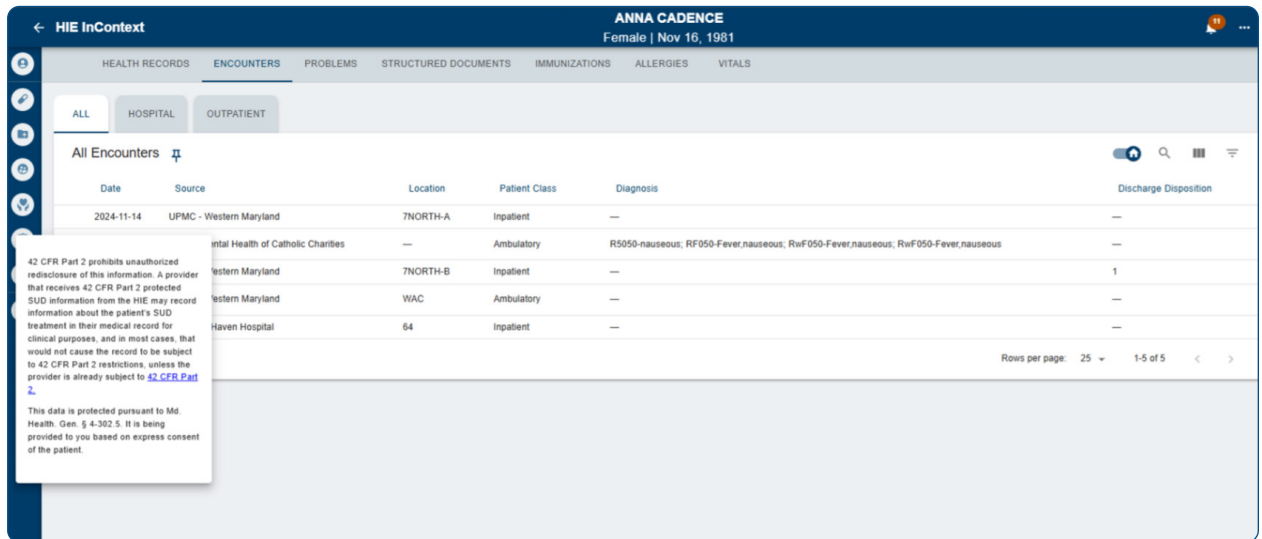 HIE InContext
ANNA CADENCE
Female | Nov 16, 1981
11
HEALTH RECORDS ENCOUNTERS PROBLEMS STRUCTURED DOCUMENTS IMMUNIZATIONS ALLERGIES VITALS
ALL HOSPITAL OUTPATIENT
All Encounters
Date Source Location Patient Class Diagnosis Discharge Disposition
2024-11-14 UPMC - Western Maryland 7NORTH-A Inpatient — —
ental Health of Catholic Charities — Ambulatory R5050-nauseous; RF050-Fever,nauseous; RwF050-Fever,nauseous; RwF050-Fever,nauseous —
estern Maryland 7NORTH-B Inpatient — 1
estern Maryland WAC Ambulatory — —
Haven Hospital 64 Inpatient — —
Rows per page: 25 1-5 of 5
42 CFR Part 2 prohibits unauthorized
redisclosure of this information. A provider
that receives 42 CFR Part 2 protected
SUD information from the HIE may record
information about the patient's SUD
treatment in their medical record for
clinical purposes, and in most cases, that
would not cause the record to be subject
to 42 CFR Part 2 restrictions, unless the
provider is already subject to 42 CFR Part
2.
This data is protected pursuant to Md.
Health. Gen. § 4-302.5. It is being
provided to you based on express consent
of the patient.